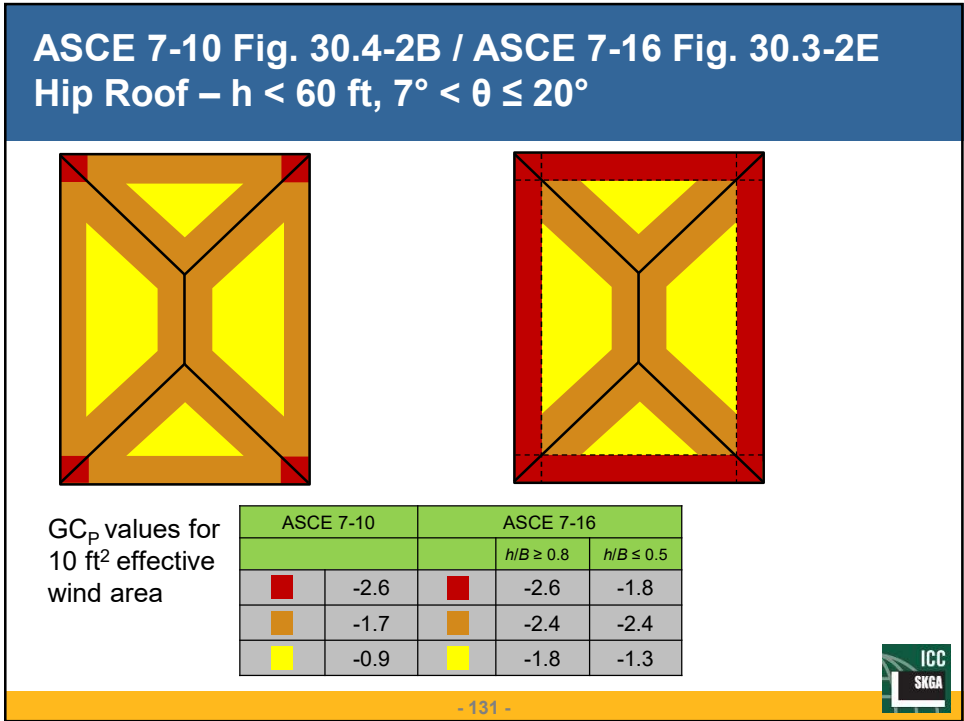 ASCE 7-10 Fig. 30.4-2B / ASCE 7-16 Fig. 30.3-2E
Hip Roof – h < 60 ft, 7° < θ ≤ 20°
GCP values for
10 ft2 effective
wind area
ASCE 7-10 ASCE 7-16
h/B ≥ 0.8 h/B ≤ 0.5
-2.6 -2.6 -1.8
-1.7 -2.4 -2.4
-0.9 -1.8 -1.3
ICC
SKGA
- 131 -